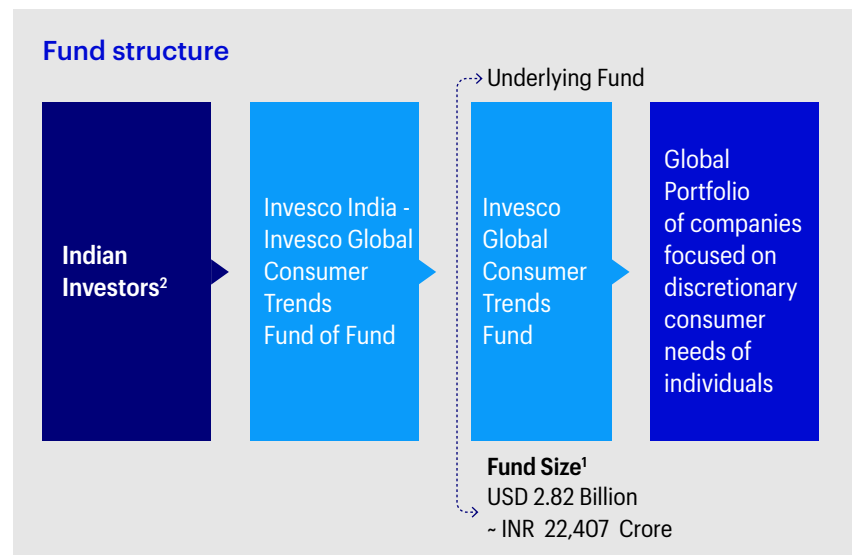 Fund structure
Underlying Fund
Indian
Investors²
Invesco India -
Invesco Global
Consumer
Trends
Fund of Fund
Invesco
Global
Consumer
Trends
Fund
Global
Portfolio
of companies
focused on
discretionary
consumer
needs of
individuals
Fund Size¹
USD 2.82 Billion
~ INR 22,407 Crore